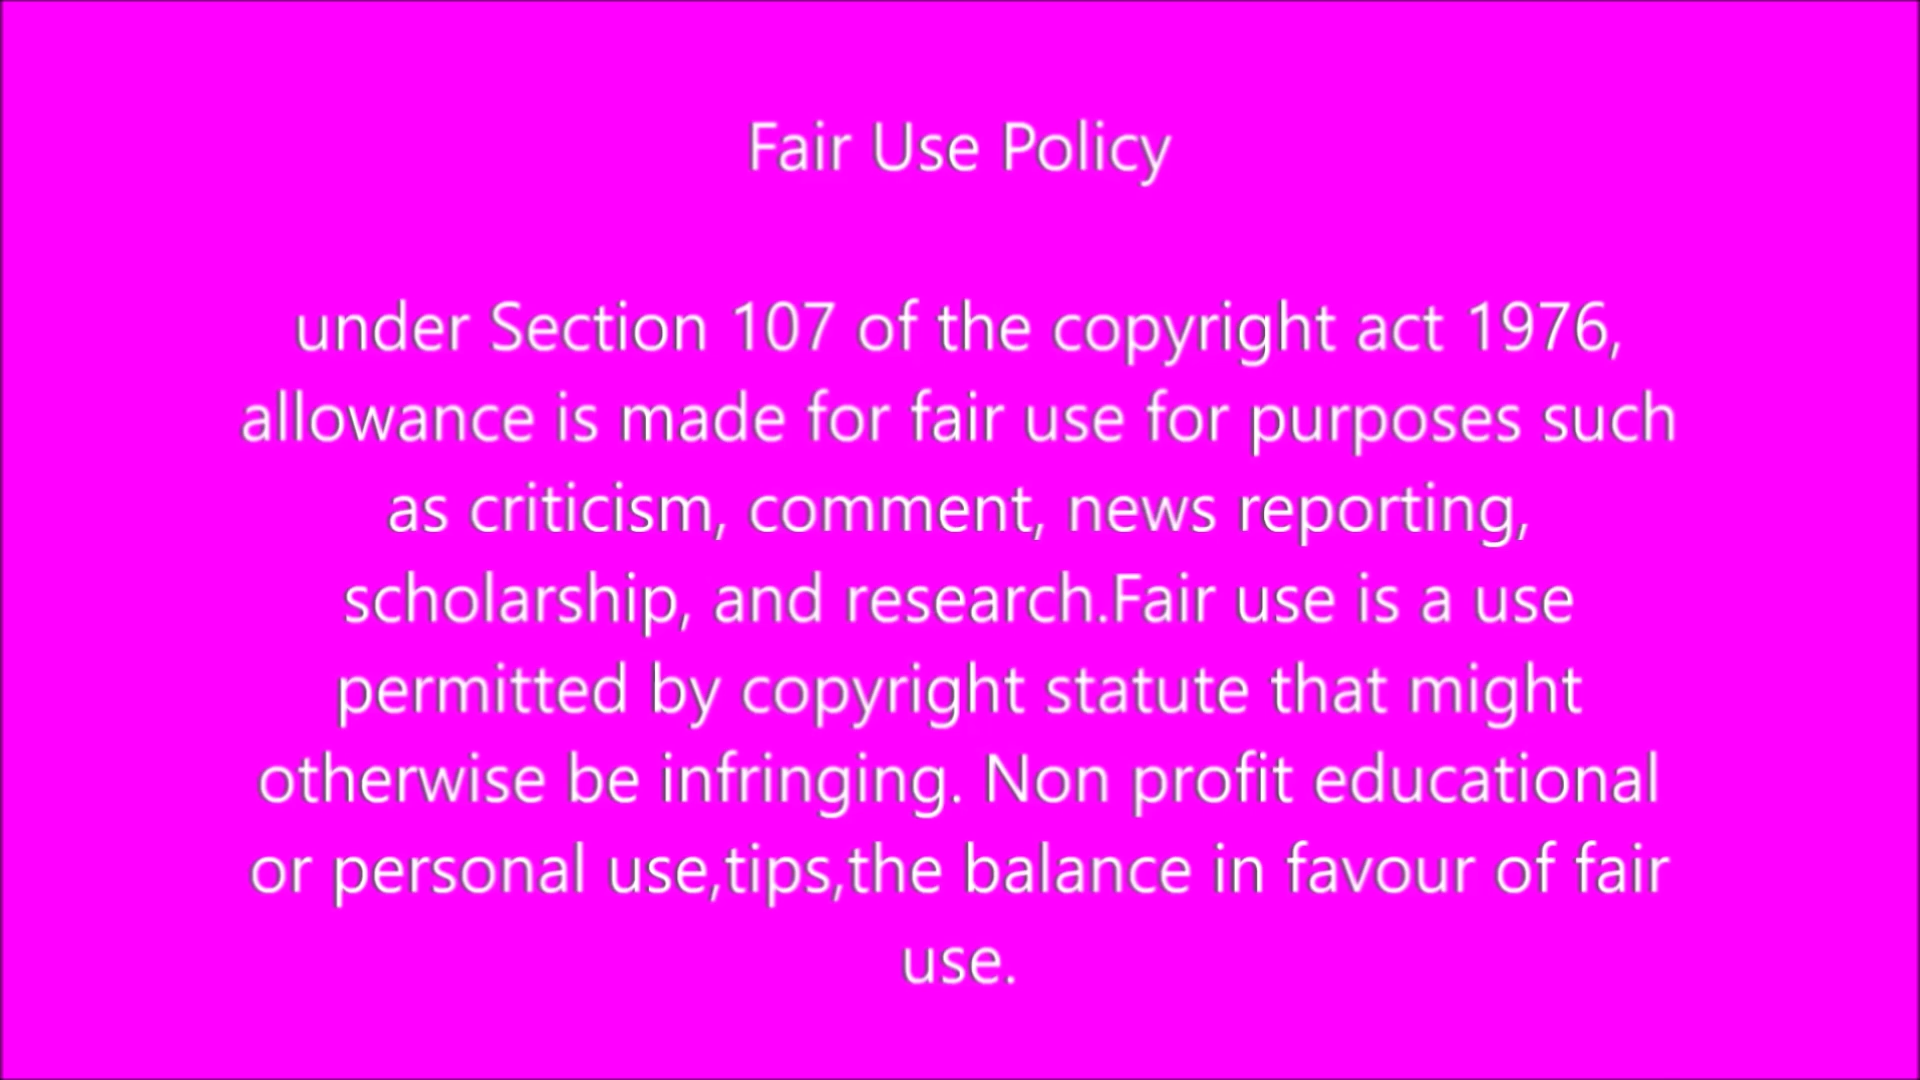 Fair Use Policy
under Section 107 of the copyright act 1976,
allowance is made for fair use for purposes such
as criticism, comment, news reporting,
scholarship, and research.Fair use is a use
permitted by copyright statute that might
otherwise be infringing. Non profit educational
or personal use,tips,the balance in favour of fair
use.